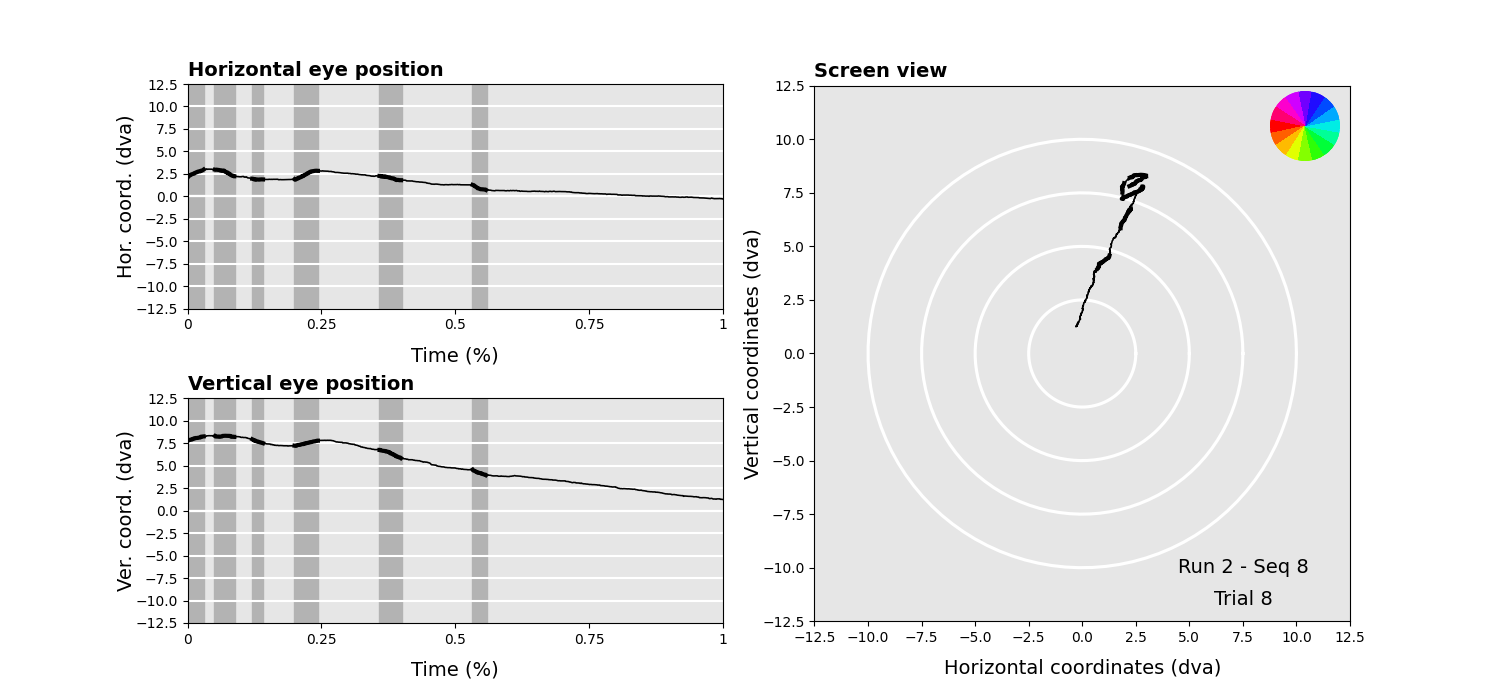 Horizontal eye position
Hor. coord. (dva)
12.5
10.0
7.5
5.0
2.5
0.0
−2.5
−5.0
−7.5
−10.0
−12.5
0 0.25 0.5 0.75 1
Time (%)
Vertical eye position
Ver. coord. (dva)
12.5
10.0
7.5
5.0
2.5
0.0
−2.5
−5.0
−7.5
−10.0
−12.5
0 0.25 0.5 0.75 1
Time (%)
Screen view
Vertical coordinates (dva)
12.5
10.0
7.5
5.0
2.5
0.0
−2.5
−5.0
−7.5
−10.0
−12.5
Run 2 - Seq 8
Trial 8
−12.5 −10.0 −7.5 −5.0 −2.5 0.0 2.5 5.0 7.5 10.0 12.5
Horizontal coordinates (dva)